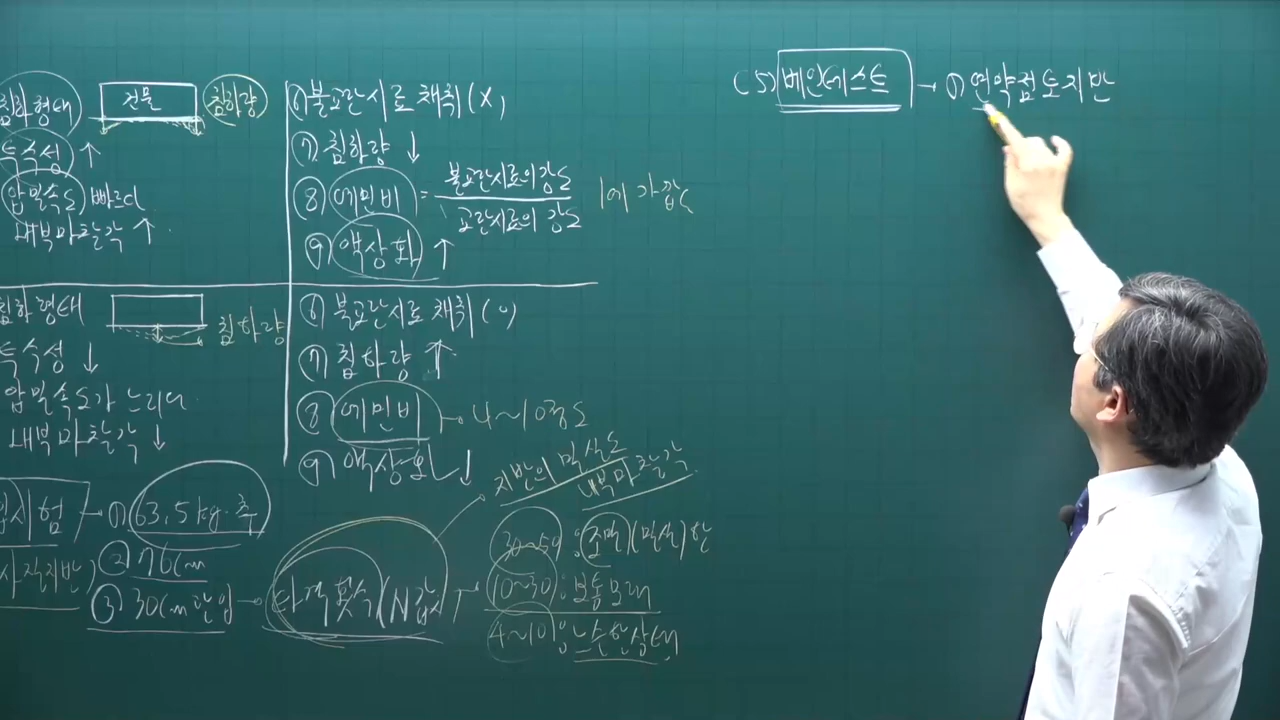 침하형태 건물 침하량
투수성 ↑
압밀속도 빠르다
내부마찰각 ↑
⑥ 불교란시료 채취 (X)
⑦ 침하량 ↓
⑧ 예민비 = 불교란시료의 강도 / 교란시료의 강도 1에 가깝
⑨ 액상화 ↑
침하형태 침하량
투수성 ↓
압밀속도가 느리다
내부마찰각 ↓
⑥ 불교란시료 채취 (O)
⑦ 침하량 ↑
⑧ 예민비 → 4~10정도
⑨ 액상화 ↓
입시험 → ① 63.5kg 추
사질지반) ② 76cm
③ 30cm 관입 → 타격횟수(N값) ↑
지반의 밀실도
내부마찰각
30~50 : 조밀(밀실)한
10~30 : 보통모래
4~10 : 느슨한상태
(5) 베인테스트 → ① 연약점토지반